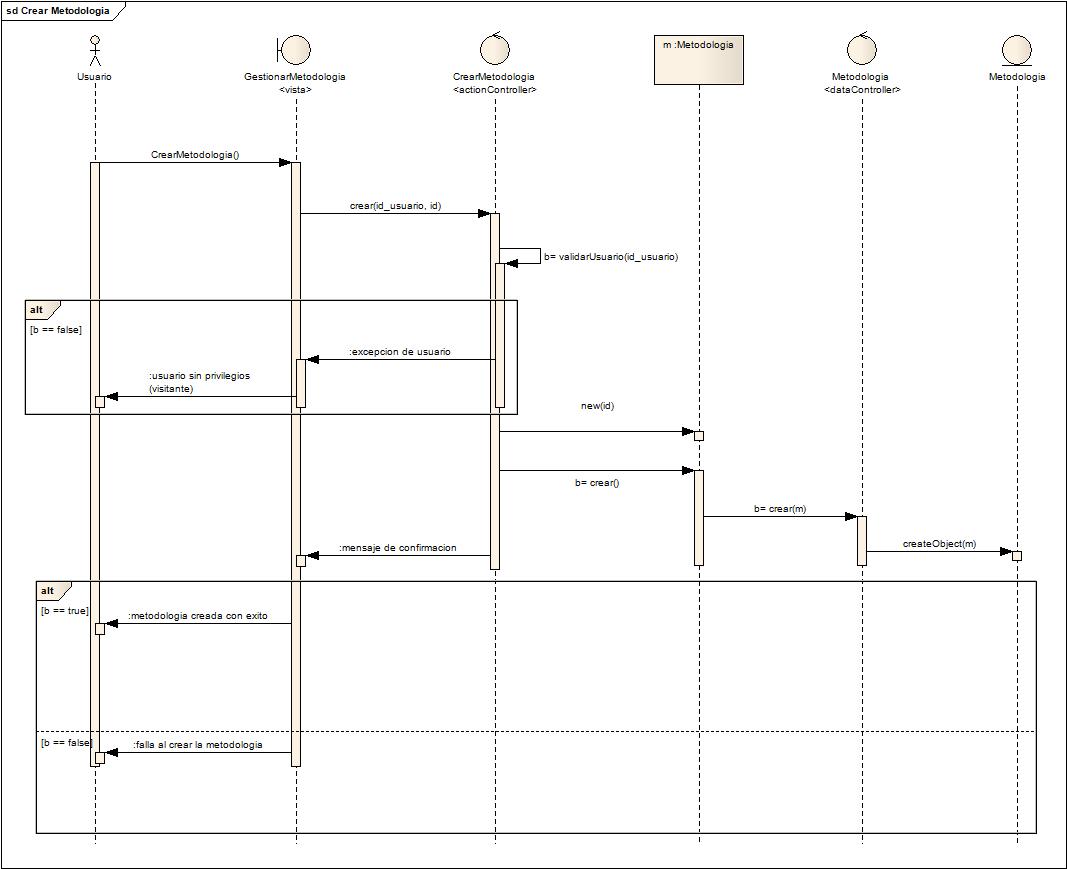 sd Crear Metodologia
Usuario
GestionarMetodologia
<vista>
CrearMetodologia
<actionController>
m :Metodologia
Metodologia
<dataController>
Metodologia
CrearMetodologia()
crear(id_usuario, id)
b= validarUsuario(id_usuario)
alt
[b == false]
:excepcion de usuario
:usuario sin privilegios
(visitante)
new(id)
b= crear()
b= crear(m)
createObject(m)
:mensaje de confirmacion
alt
[b == true]
:metodologia creada con exito
[b == false]
:falla al crear la metodologia